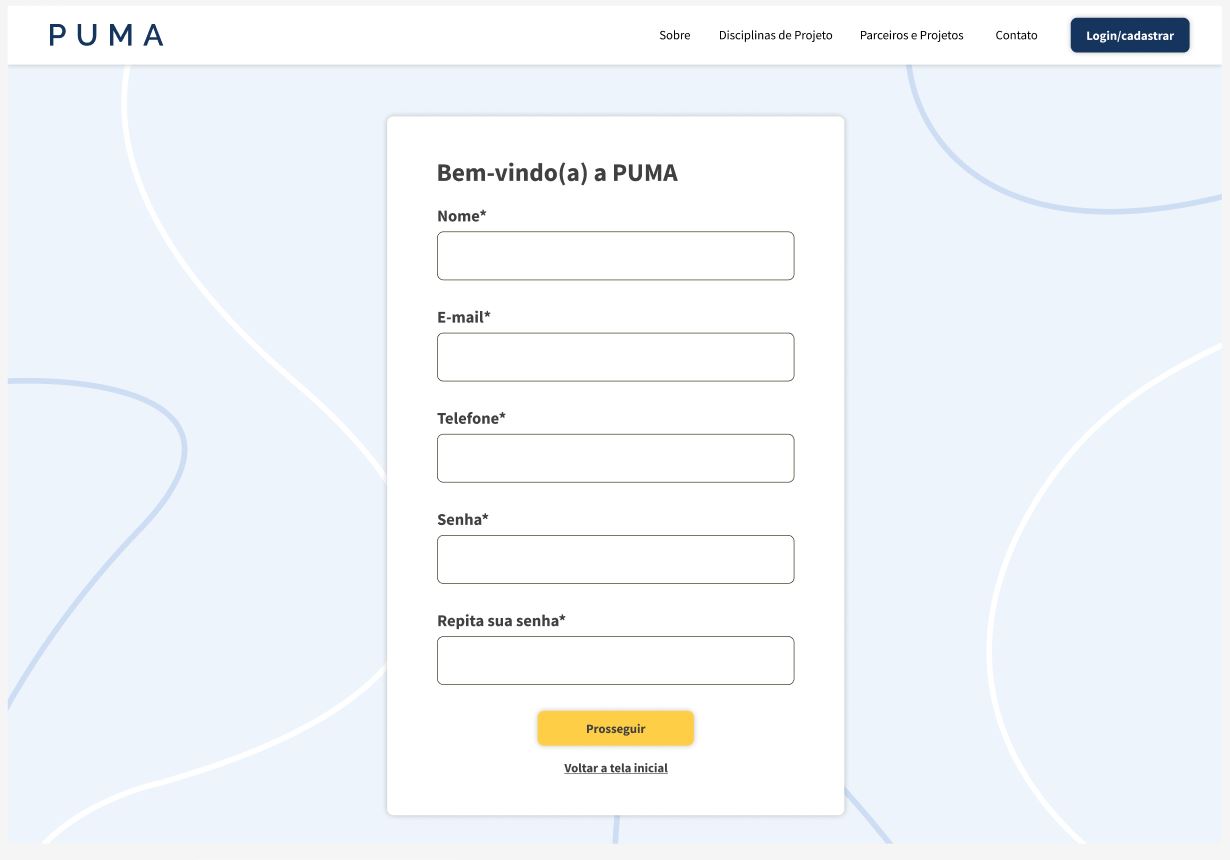 PUMA
Sobre
Disciplinas de Projeto
Parceiros e Projetos
Contato
Login/cadastrar
Bem-vindo(a) a PUMA
Nome*
E-mail*
Telefone*
Senha*
Repita sua senha*
Prosseguir
Voltar a tela inicial